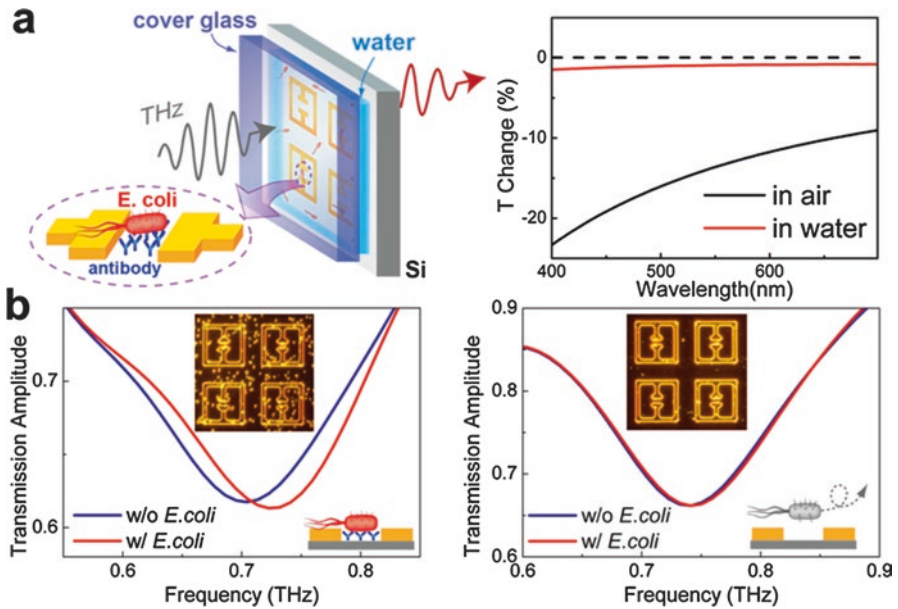 a
cover glass
water
THz
E. coli
antibody
Si
T Change (%)
0
-10
-20
in air
in water
400
500
600
Wavelength(nm)
b
Transmission Amplitude
0.7
0.6
w/o E.coli
w/ E.coli
0.6
0.7
0.8
Frequency (THz)
Transmission Amplitude
0.9
0.8
0.7
0.6
w/o E.coli
w/ E.coli
0.6
0.7
0.8
0.9
Frequency (THz)